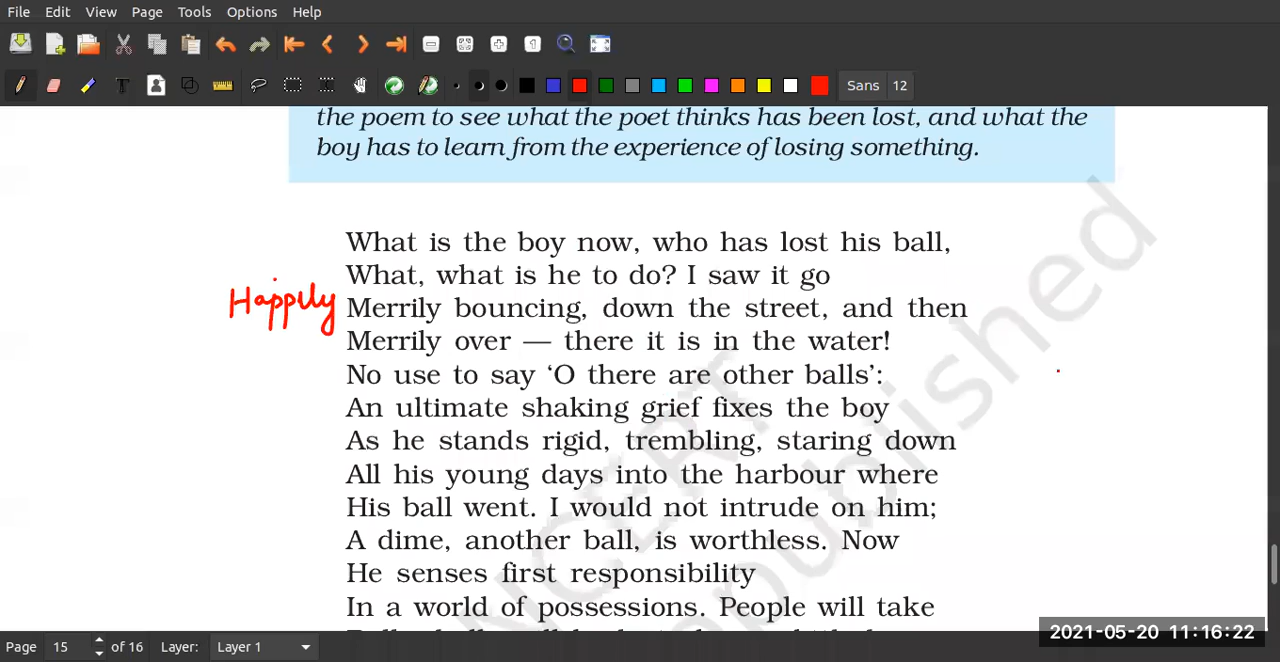 File Edit View Page Tools Options Help
Sans 12
the poem to see what the poet thinks has been lost, and what the
boy has to learn from the experience of losing something.
What is the boy now, who has lost his ball,
What, what is he to do? I saw it go
Happily
Merrily bouncing, down the street, and then
Merrily over — there it is in the water!
No use to say ‘O there are other balls’:
An ultimate shaking grief fixes the boy
As he stands rigid, trembling, staring down
All his young days into the harbour where
His ball went. I would not intrude on him;
A dime, another ball, is worthless. Now
He senses first responsibility
In a world of possessions. People will take
NCERT
republished
2021-05-20 11:16:22
Page 15 of 16 Layer: Layer 1